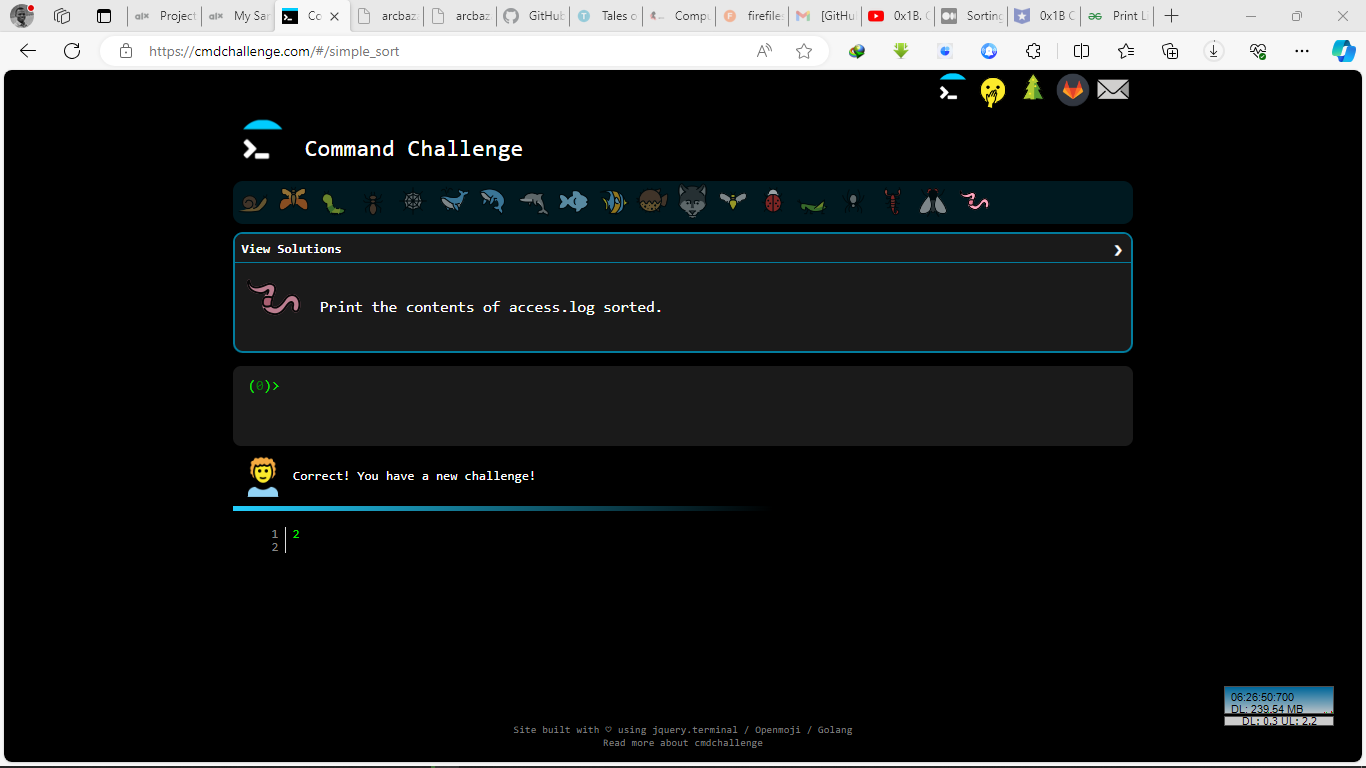 Project
My Sar
Co
arcbaz
arcbaz
GitHub
Tales o
Compu
firefile
[GitHu
0x1B. C
Sorting
0x1B C
Print Li
https://cmdchallenge.com/#/simple_sort
Command Challenge
View Solutions
Print the contents of access.log sorted.
(0)>
Correct! You have a new challenge!
1 2
2
06:26:50:700
DL: 239.54 MB
DL: 0.3 UL: 2.2
Site built with ♡ using jquery.terminal / Openmoji / Golang
Read more about cmdchallenge